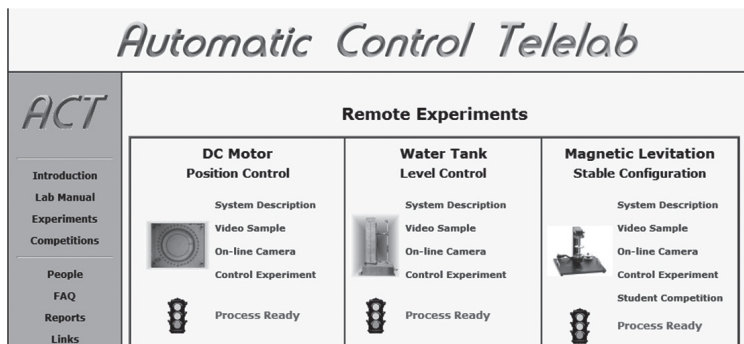 Automatic Control Telelab
ACT
Introduction
Lab Manual
Experiments
Competitions
People
FAQ
Reports
Links
Remote Experiments
DC Motor
Position Control
System Description
Video Sample
On-line Camera
Control Experiment
Process Ready
Water Tank
Level Control
System Description
Video Sample
On-line Camera
Control Experiment
Process Ready
Magnetic Levitation
Stable Configuration
System Description
Video Sample
On-line Camera
Control Experiment
Student Competition
Process Ready